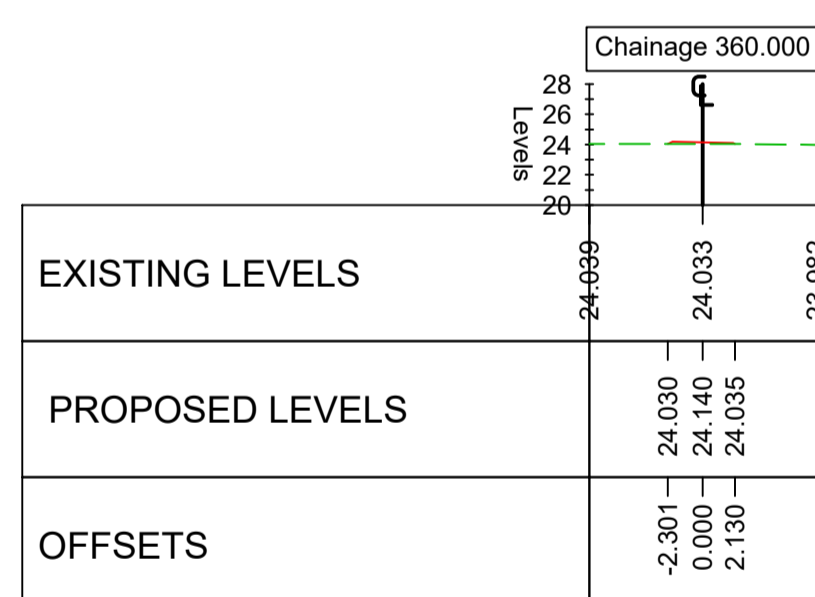 Chainage 360.000
CL
28
26
24
22
20
Levels
EXISTING LEVELS
24.039
24.033
PROPOSED LEVELS
24.030
24.140
24.035
OFFSETS
-2.301
0.000
2.130